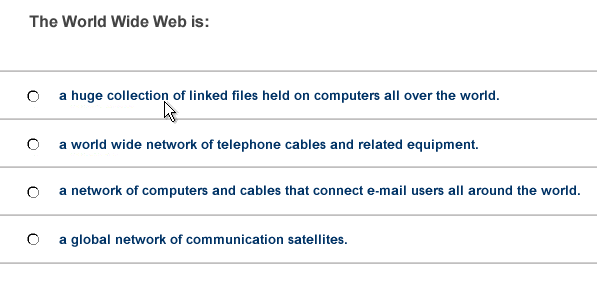 The World Wide Web is:
a huge collection of linked files held on computers all over the world.
a world wide network of telephone cables and related equipment.
a network of computers and cables that connect e-mail users all around the world.
a global network of communication satellites.